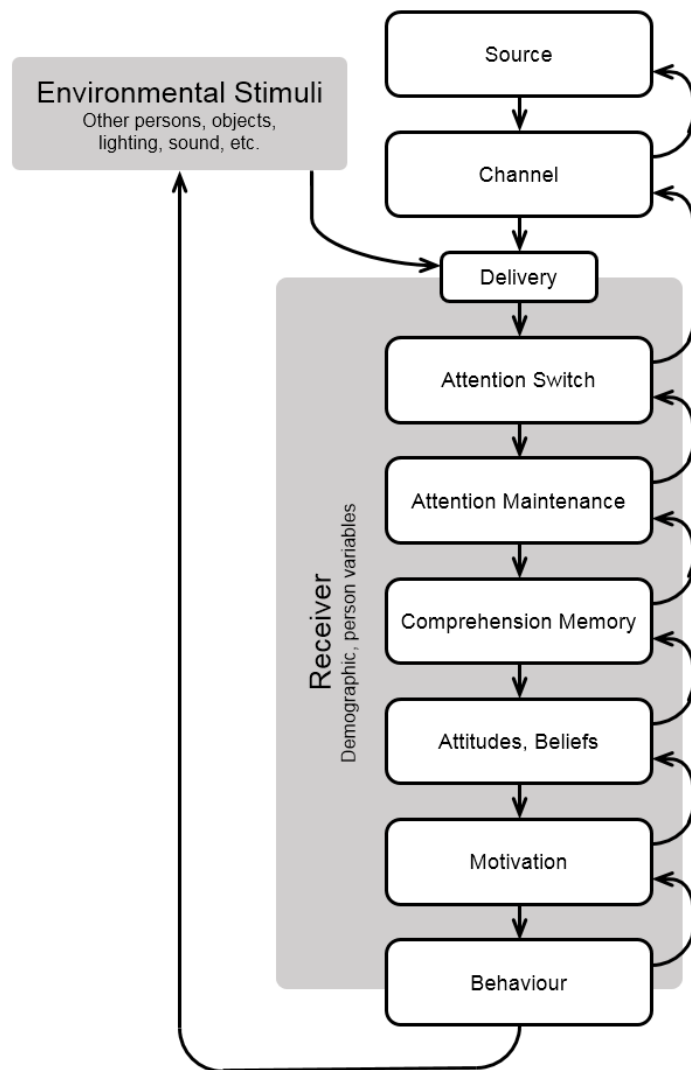 Source
Environmental Stimuli
Other persons, objects,
lighting, sound, etc.
Channel
Delivery
Attention Switch
Attention Maintenance
Receiver
Demographic, person variables
Comprehension Memory
Attitudes, Beliefs
Motivation
Behaviour